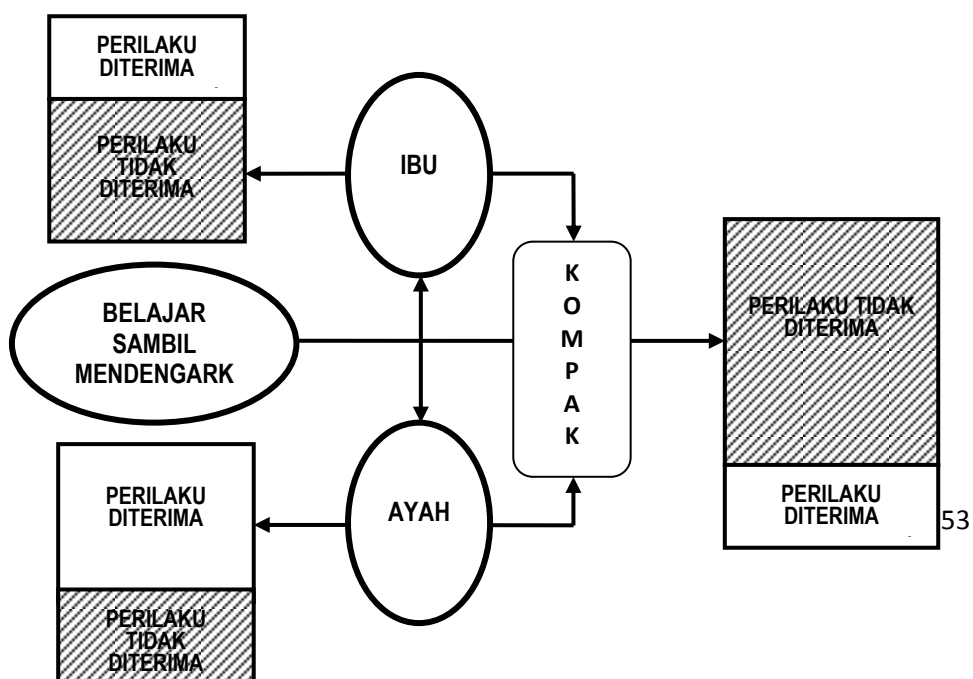 PERILAKU
DITERIMA
PERILAKU
TIDAK
DITERIMA
IBU
BELAJAR
SAMBIL
MENDENGARK
K
O
M
P
A
K
PERILAKU TIDAK
DITERIMA
PERILAKU
DITERIMA
53
AYAH
PERILAKU
DITERIMA
PERILAKU
TIDAK
DITERIMA